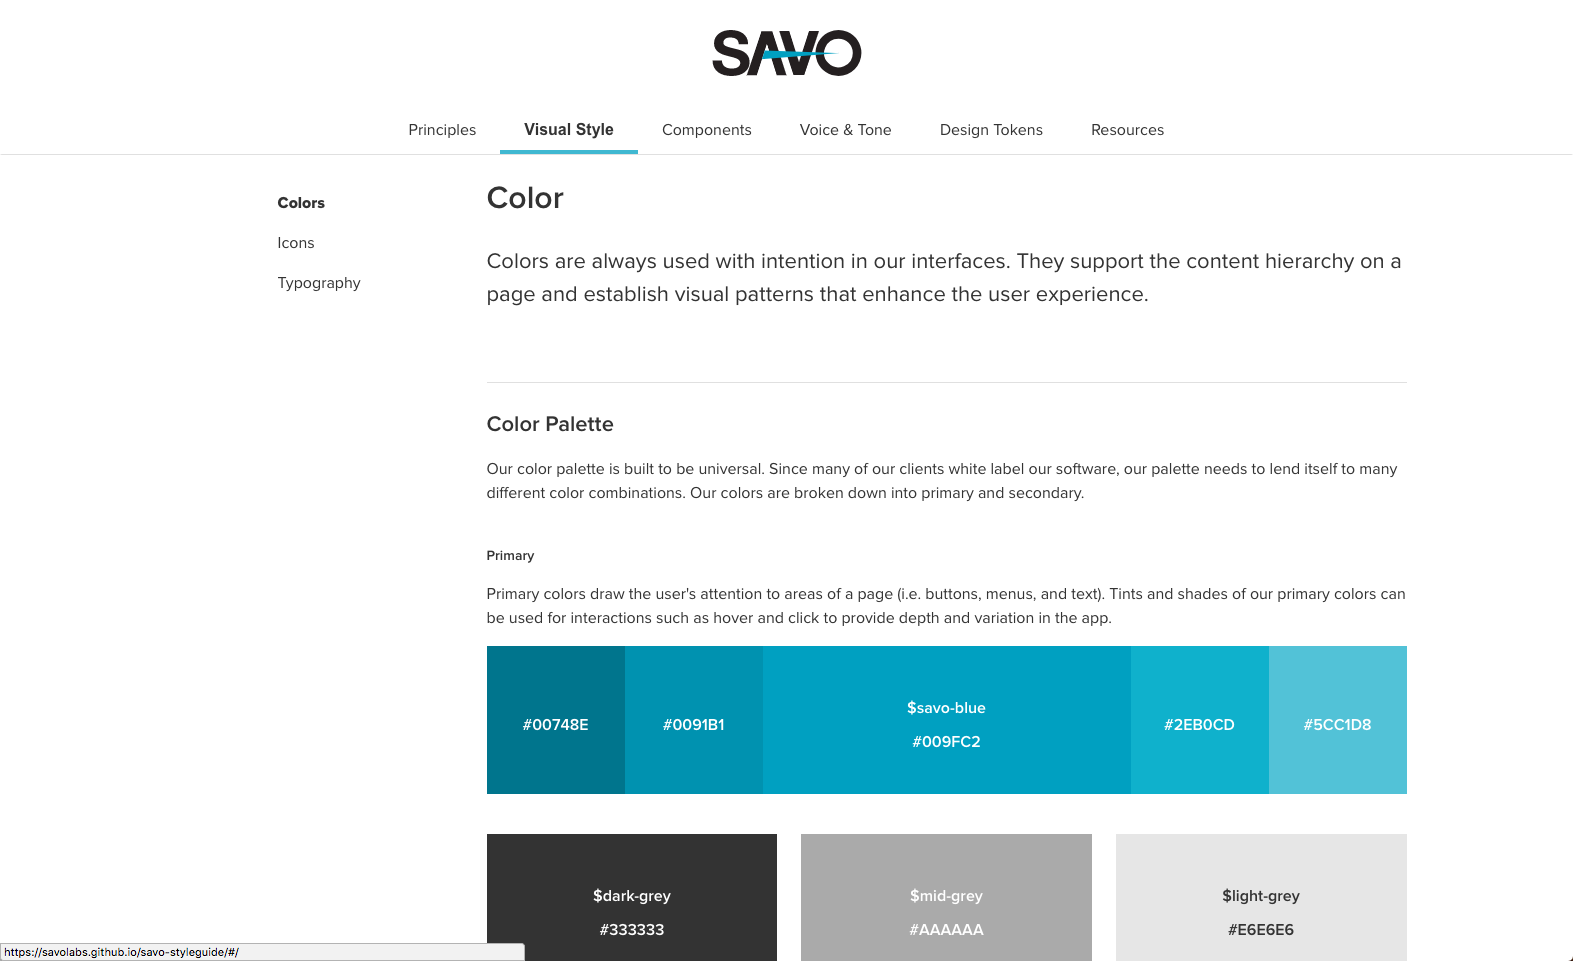 SAVO
Principles
Visual Style
Components
Voice & Tone
Design Tokens
Resources
Colors
Icons
Typography
Color
Colors are always used with intention in our interfaces. They support the content hierarchy on a
page and establish visual patterns that enhance the user experience.
Color Palette
Our color palette is built to be universal. Since many of our clients white label our software, our palette needs to lend itself to many
different color combinations. Our colors are broken down into primary and secondary.
Primary
Primary colors draw the user's attention to areas of a page (i.e. buttons, menus, and text). Tints and shades of our primary colors can
be used for interactions such as hover and click to provide depth and variation in the app.
#00748E
#0091B1
$savo-blue
#009FC2
#2EB0CD
#5CC1D8
$dark-grey
#333333
$mid-grey
#AAAAAA
$light-grey
#E6E6E6
https://savolabs.github.io/savo-styleguide/#/